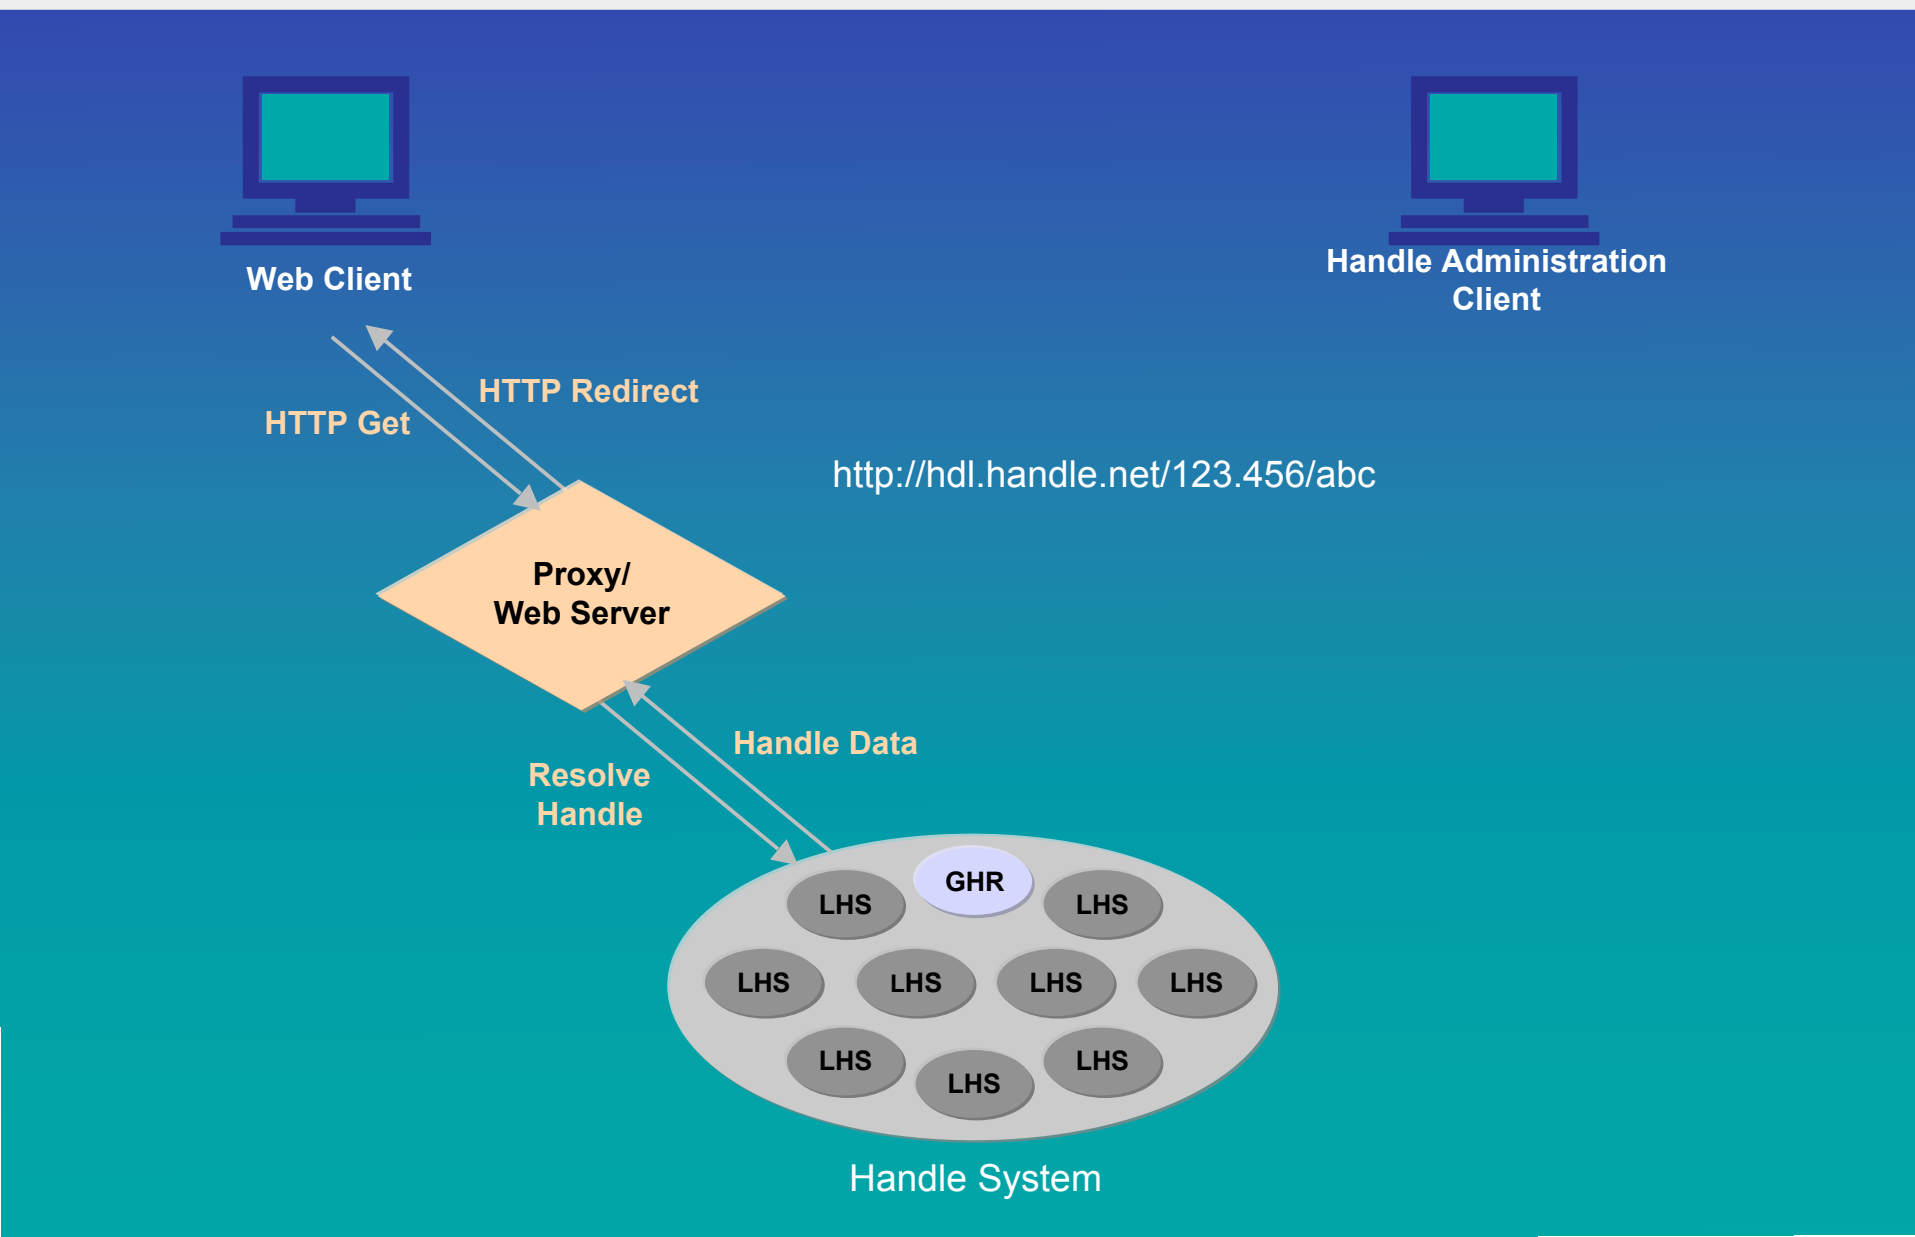 Web Client
Handle Administration
Client
HTTP Redirect
HTTP Get
http://hdl.handle.net/123.456/abc
Proxy/
Web Server
Handle Data
Resolve
Handle
GHR
LHS
LHS
LHS
LHS
LHS
LHS
LHS
LHS
LHS
Handle System